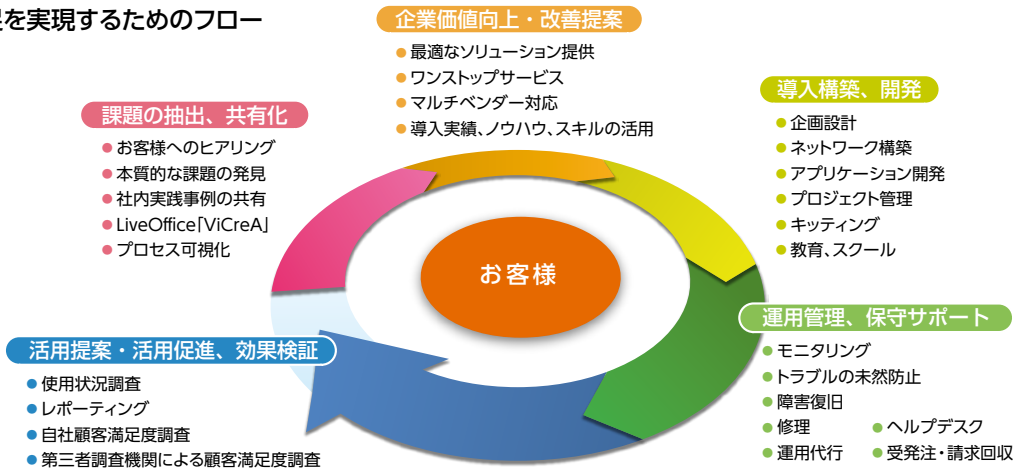 を実現するためのフロー
企業価値向上・改善提案
●最適なソリューション提供
●ワンストップサービス
●マルチベンダー対応
●導入実績、ノウハウ、スキルの活用
課題の抽出、共有化
●お客様へのヒアリング
●本質的な課題の発見
●社内実践事例の共有
●LiveOffice「ViCreA」
●プロセス可視化
導入構築、開発
●企画設計
●ネットワーク構築
●アプリケーション開発
●プロジェクト管理
●キッティング
●教育、スクール
お客様
運用管理、保守サポート
●モニタリング
●トラブルの未然防止
●障害復旧
●修理 ●ヘルプデスク
●運用代行 ●受発注・請求回収
活用提案・活用促進、効果検証
●使用状況調査
●レポーティング
●自社顧客満足度調査
●第三者調査機関による顧客満足度調査